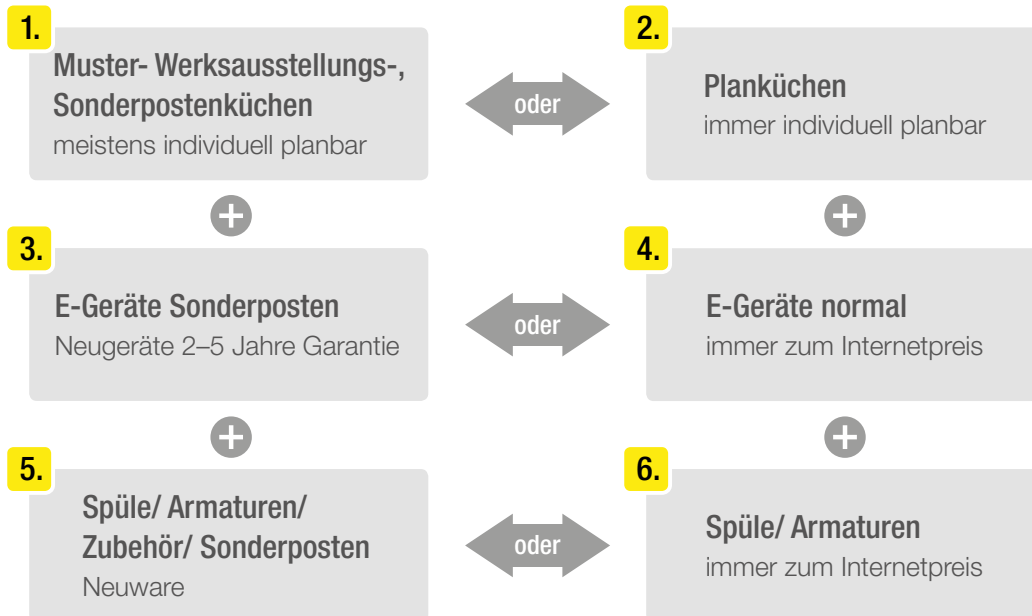 1.
Muster- Werksausstellungs-,
Sonderpostenküchen
meistens individuell planbar
oder
2.
Planküchen
immer individuell planbar
+
+
3.
E-Geräte Sonderposten
Neugeräte 2–5 Jahre Garantie
oder
4.
E-Geräte normal
immer zum Internetpreis
+
+
5.
Spüle/ Armaturen/
Zubehör/ Sonderposten
Neuware
oder
6.
Spüle/ Armaturen
immer zum Internetpreis